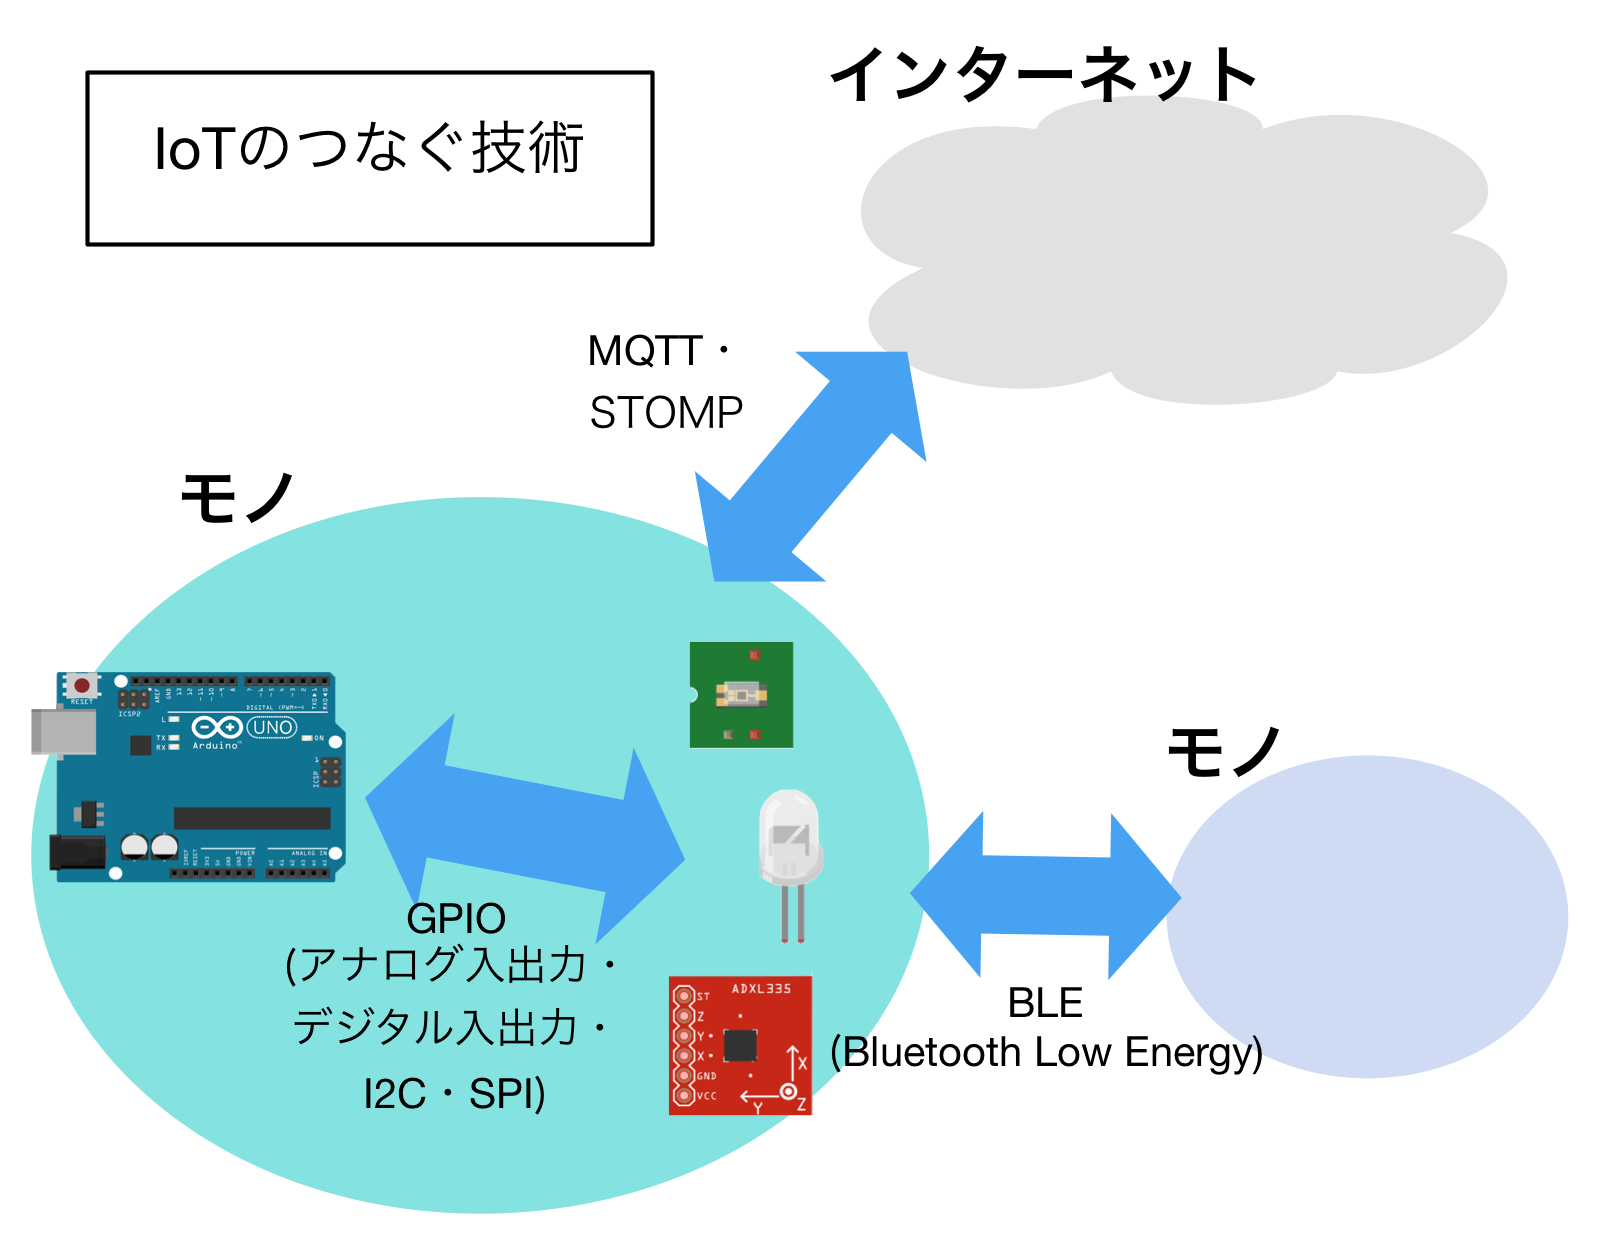 IoTのつなぐ技術
インターネット
MQTT・
STOMP
モノ
RESET
ICSP2
AREF
GND
13
12
~11
~10
~9
8
7
~6
~5
4
~3
2
TX▶1
RX◀0
DIGITAL (PWM=~)
L
TX
RX
Arduino™
UNO
ON
ICSP
1
IOREF
RESET
3V3
5V
GND
GND
VIN
POWER
A0
A1
A2
A3
A4
A5
ANALOG IN
GPIO
(アナログ入出力・
デジタル入出力・
I2C・SPI)
ADXL335
ST
Z
Y
X
GND
VCC
X
Y
Z
モノ
BLE
(Bluetooth Low Energy)